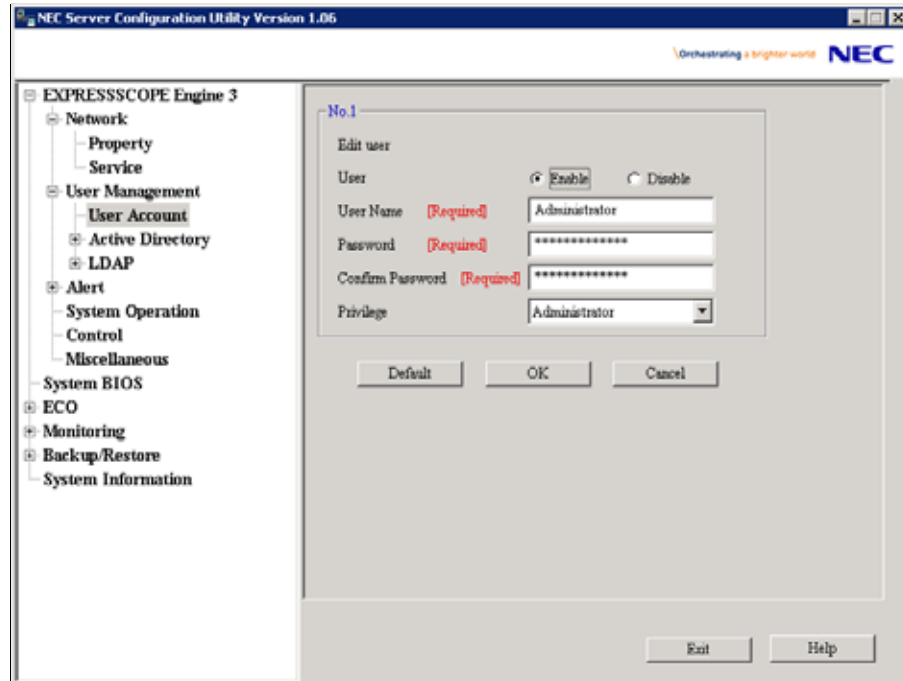 NEC Server Configuration Utility Version 1.06
\Orchestrating a brighter world NEC
EXPRESSSCOPE Engine 3
Network
Property
Service
User Management
User Account
Active Directory
LDAP
Alert
System Operation
Control
Miscellaneous
System BIOS
ECO
Monitoring
Backup/Restore
System Information
No.1
Edit user
User Enable Disable
User Name [Required] Administrator
Password [Required] *************
Confirm Password [Required] *************
Privilege Administrator
Default OK Cancel
Exit Help